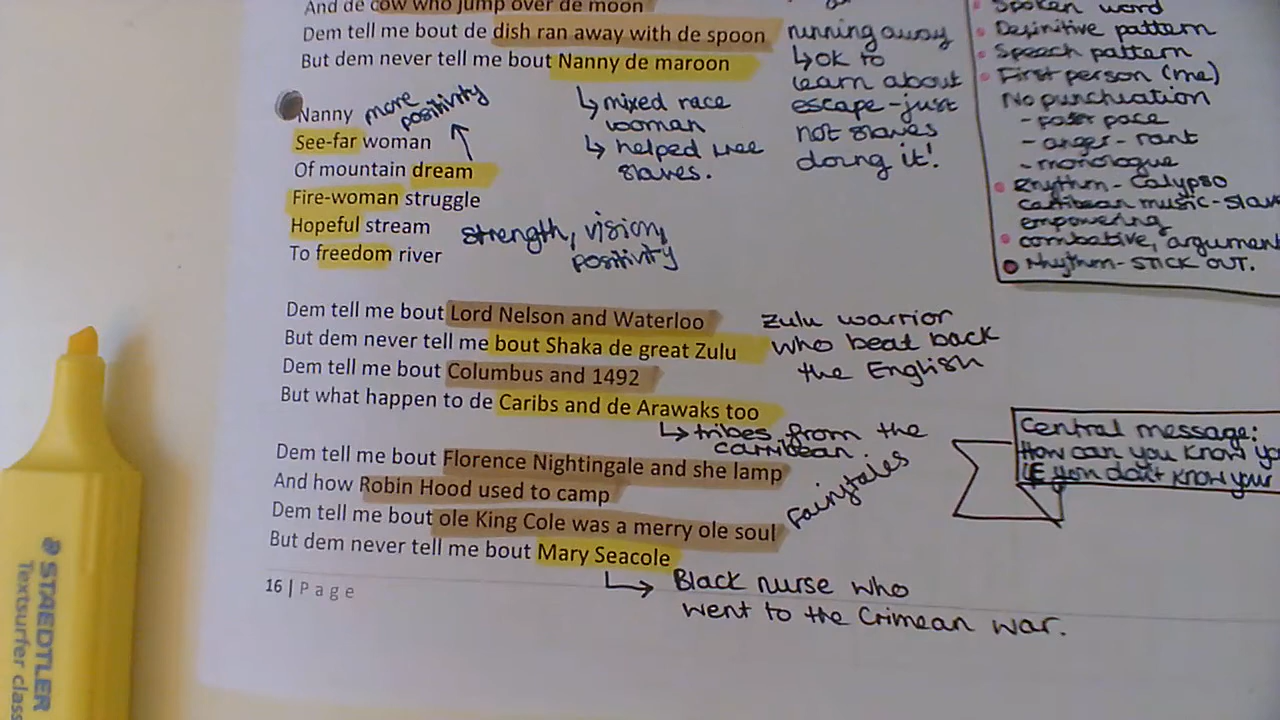 And de cow who jump over de moon
Dem tell me bout de dish ran away with de spoon
But dem never tell me bout Nanny de maroon
running away
↳ ok to
learn about
escape - just
not slaves
doing it!
↳ mixed race
woman
↳ helped free
slaves.
Nanny
more
positivity
See-far woman
Of mountain dream
Fire-woman struggle
Hopeful stream
To freedom river
strength, vision,
positivity
Spoken word
Definitive pattern
Speech pattern
First person (me)
No punctuation
- faster pace
- anger - rant
- monologue
Rhythm - Calypso
carribean music - slav
empowering
combative, argument
Rhythm - STICK OUT.
Dem tell me bout Lord Nelson and Waterloo
But dem never tell me bout Shaka de great Zulu
Dem tell me bout Columbus and 1492
But what happen to de Caribs and de Arawaks too
Zulu warrior
who beat back
the English
↳ tribes from the
carribean.
Dem tell me bout Florence Nightingale and she lamp
And how Robin Hood used to camp
Dem tell me bout ole King Cole was a merry ole soul
But dem never tell me bout Mary Seacole
Fairytales
Central message:
How can you know yo
IF you don't know your
↳ Black nurse who
went to the Crimean war.
16 | Page
STAEDTLER
Textsurfer clas